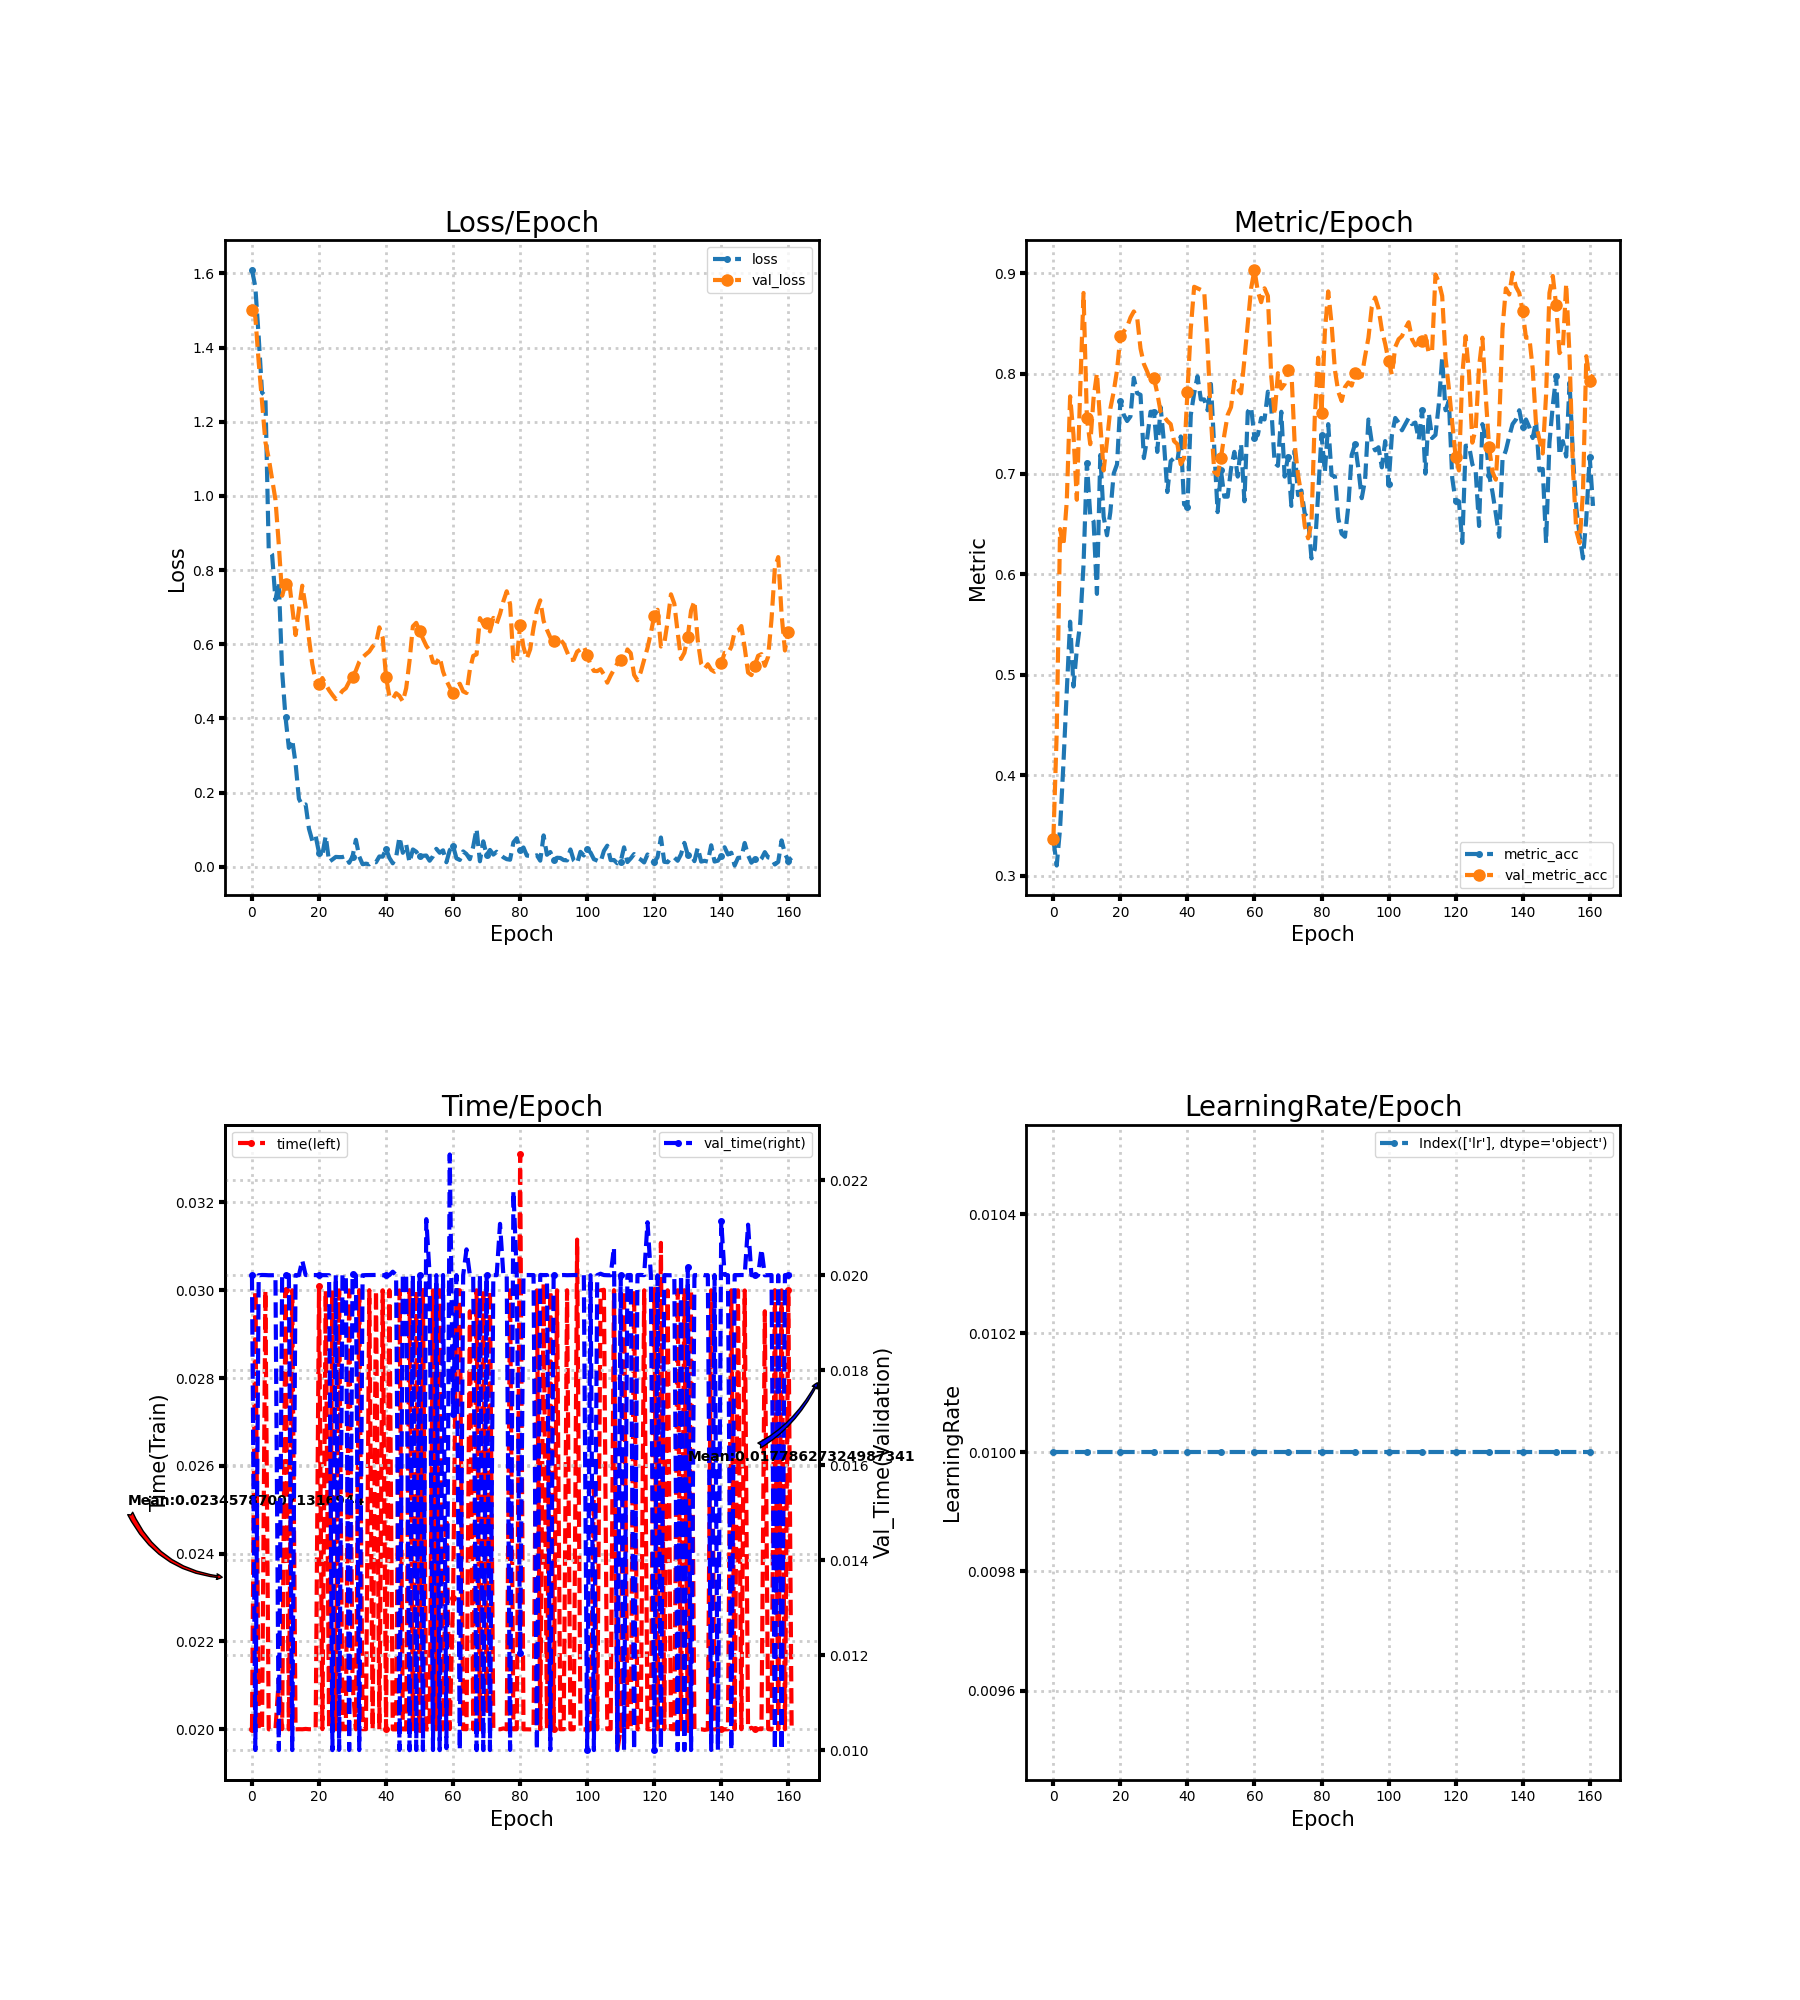 Loss/Epoch
loss
val_loss
1.6
1.4
1.2
1.0
0.8
0.6
0.4
0.2
0.0
Loss
0 20 40 60 80 100 120 140 160
Epoch
Metric/Epoch
0.9
0.8
0.7
0.6
0.5
0.4
0.3
Metric
metric_acc
val_metric_acc
0 20 40 60 80 100 120 140 160
Epoch
Time/Epoch
time(left)
val_time(right)
0.032
0.030
0.028
0.026
0.024
0.022
0.020
Time(Train)
0.022
0.020
0.018
0.016
0.014
0.012
0.010
Val_Time(Validation)
Mean:0.01778627324987341
0 20 40 60 80 100 120 140 160
Epoch
LearningRate/Epoch
Index(['lr'], dtype='object')
0.0104
0.0102
0.0100
0.0098
0.0096
LearningRate
0 20 40 60 80 100 120 140 160
Epoch